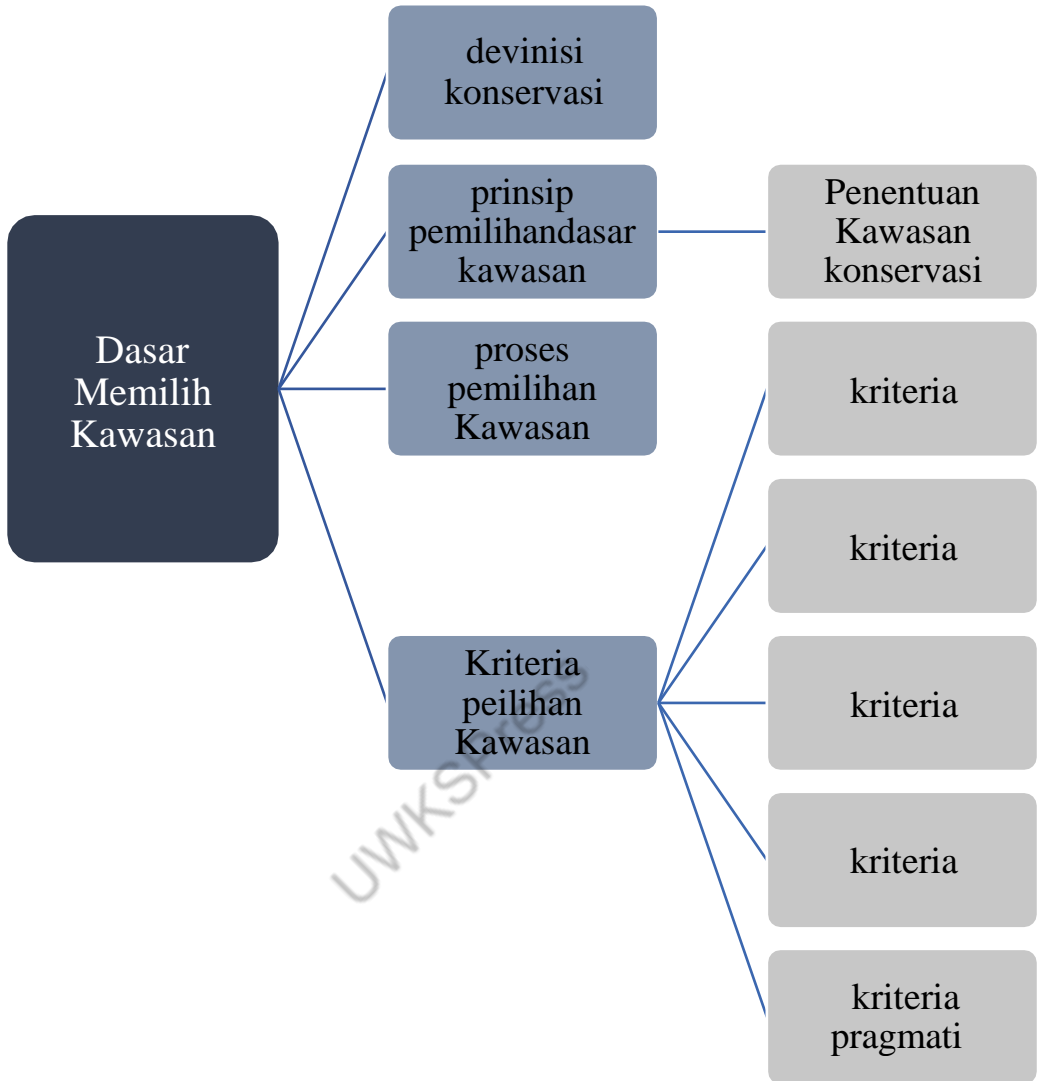 Dasar
Memilih
Kawasan
devinisi
konservasi
prinsip
pemilihandasar
kawasan
Penentuan
Kawasan
konservasi
proses
pemilihan
Kawasan
Kriteria
peilihan
Kawasan
kriteria
kriteria
kriteria
kriteria
kriteria
pragmati
UWKSPress